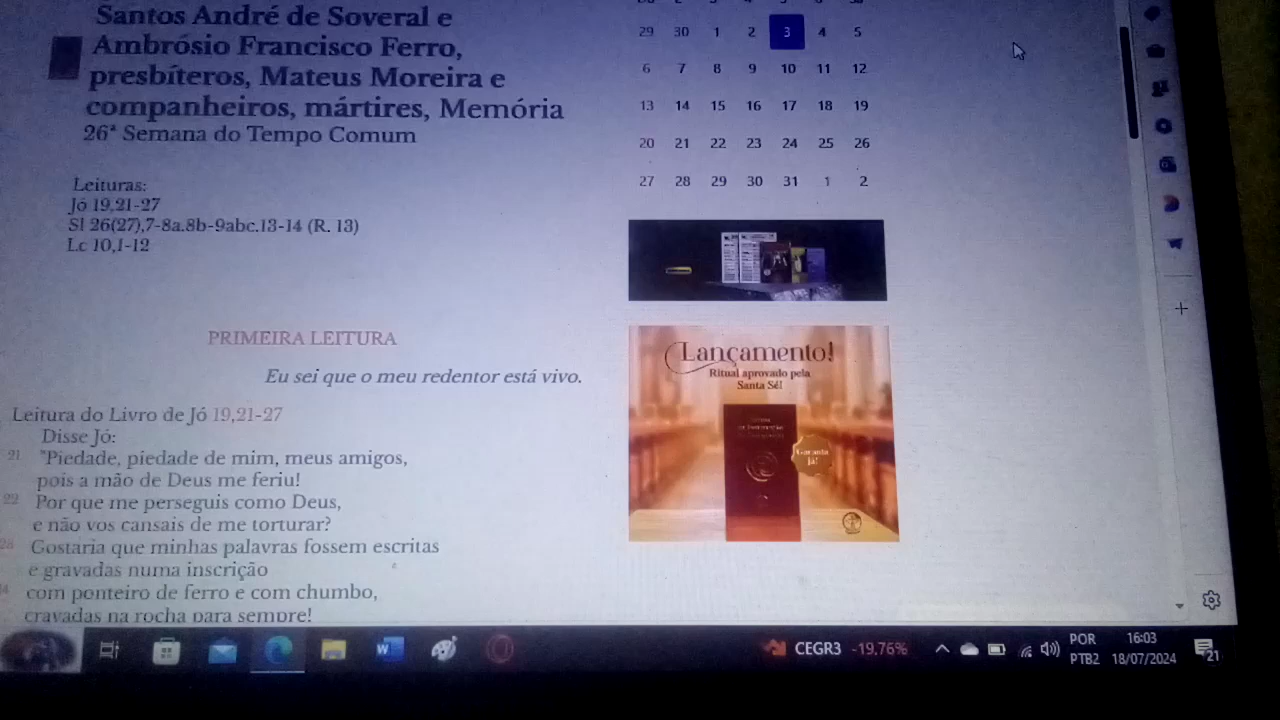 Santos André de Soveral e
Ambrósio Francisco Ferro,
presbíteros, Mateus Moreira e
companheiros, mártires, Memória
26ª Semana do Tempo Comum
Leituras:
Jó 19,21-27
Sl 26(27),7-8a.8b-9abc.13-14 (R. 13)
Lc 10,1-12
PRIMEIRA LEITURA
Eu sei que o meu redentor está vivo.
Leitura do Livro de Jó 19,21-27
Disse Jó:
21 "Piedade, piedade de mim, meus amigos,
pois a mão de Deus me feriu!
22 Por que me perseguis como Deus,
e não vos cansais de me torturar?
23 Gostaria que minhas palavras fossem escritas
e gravadas numa inscrição
com ponteiro de ferro e com chumbo,
cravadas na rocha para sempre!
29 30 1 2 3 4 5
6 7 8 9 10 11 12
13 14 15 16 17 18 19
20 21 22 23 24 25 26
27 28 29 30 31 1 2
Lançamento!
Ritual aprovado pela
Santa Sé!
Garanta
já!
CEGR3 -19,76%
POR
PTB2
16:03
18/07/2024
21